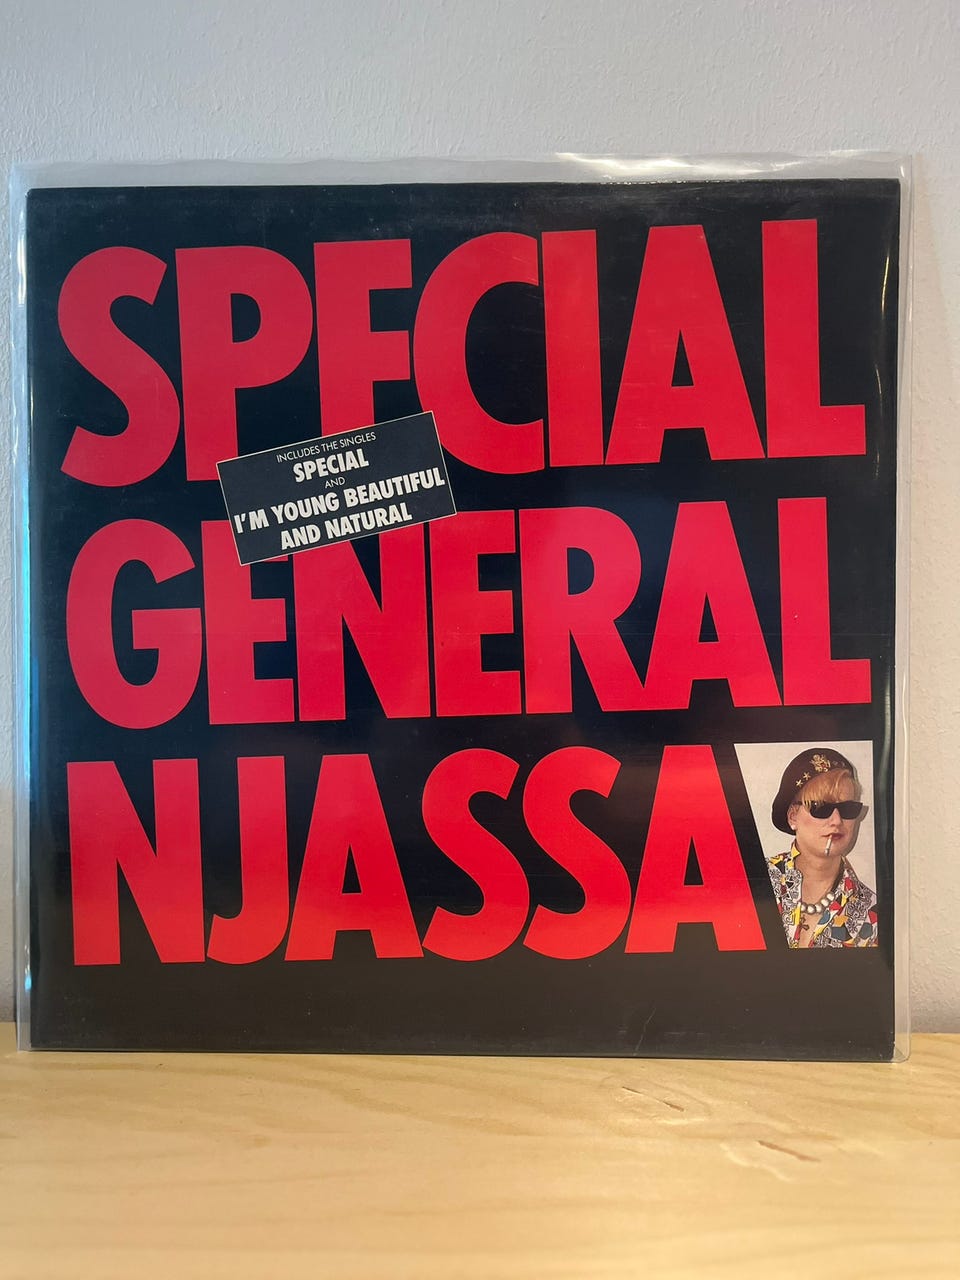 SPECIAL
INCLUDES THE SINGLES
SPECIAL
AND
I'M YOUNG BEAUTIFUL
AND NATURAL
GENERAL
NJASSA